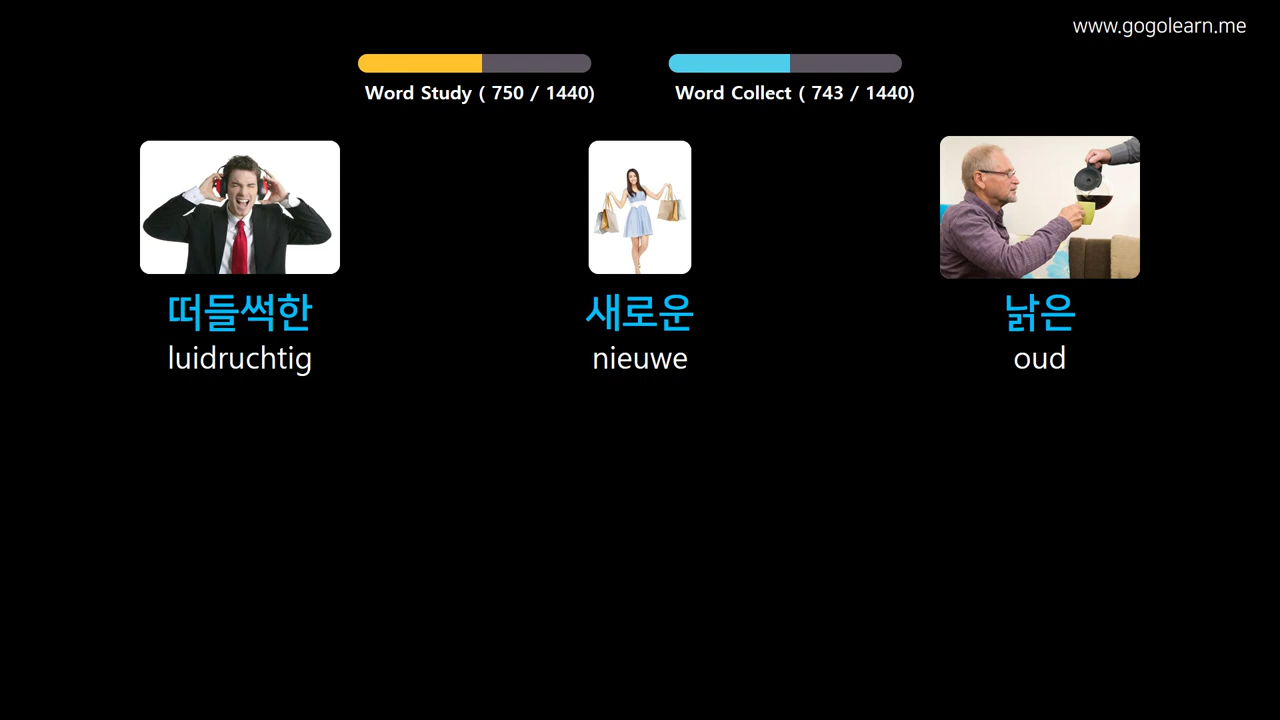 www.gogolearn.me
Word Study ( 750 / 1440)
Word Collect ( 743 / 1440)
떠들썩한
luidruchtig
새로운
nieuwe
낡은
oud